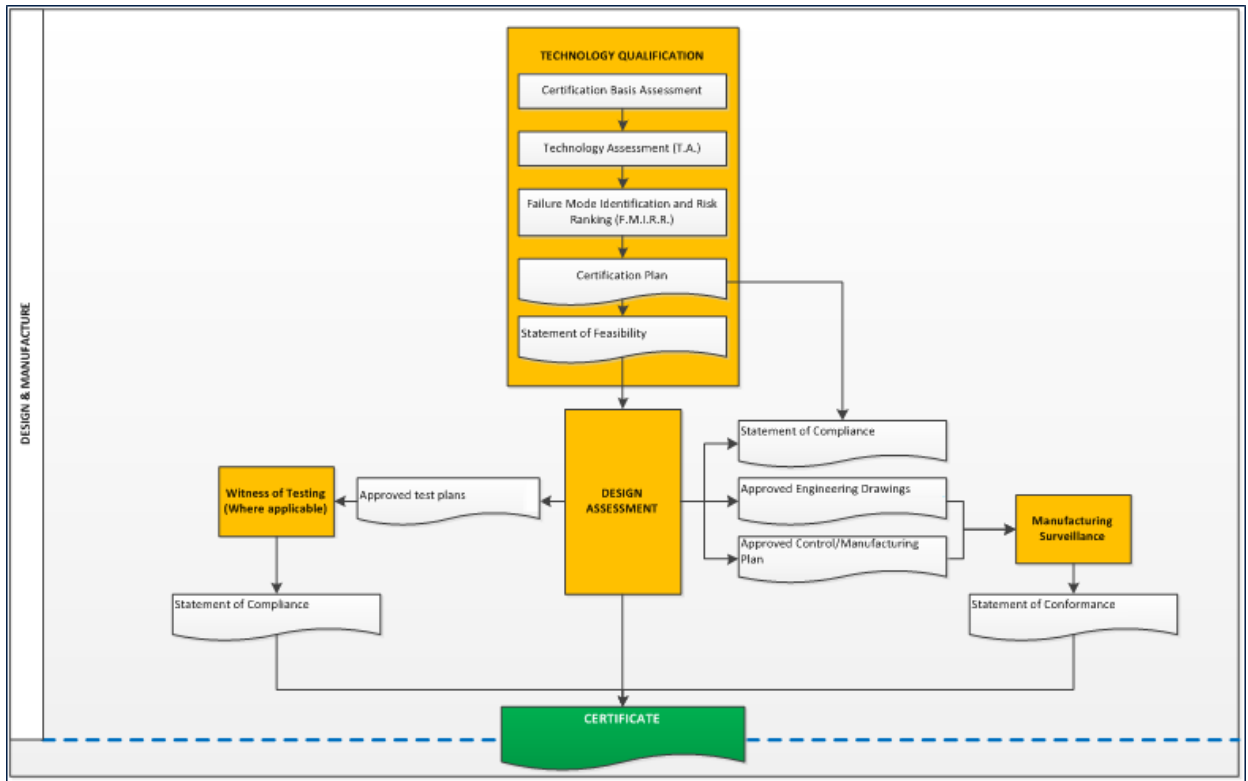 DESIGN & MANUFACTURE
TECHNOLOGY QUALIFICATION
Certification Basis Assessment
Technology Assessment (T.A.)
Failure Mode Identification and Risk
Ranking (F.M.I.R.R.)
Certification Plan
Statement of Feasibility
Statement of Compliance
Witness of Testing
(Where applicable)
Approved test plans
DESIGN
ASSESSMENT
Approved Engineering Drawings
Approved Control/Manufacturing
Plan
Manufacturing
Surveillance
Statement of Compliance
Statement of Conformance
CERTIFICATE